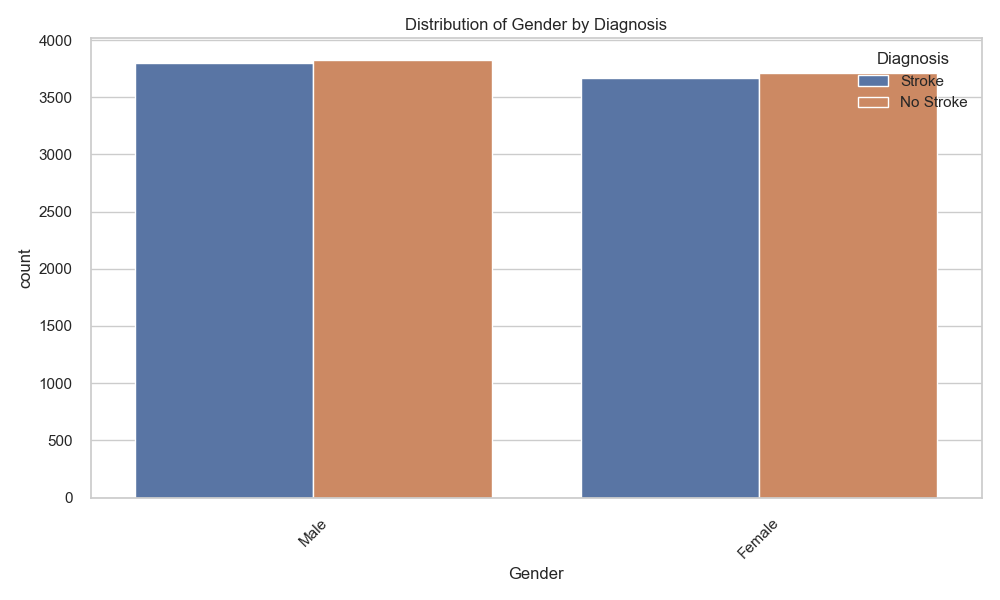 Distribution of Gender by Diagnosis
4000
3500
3000
2500
2000
1500
1000
500
0
count
Diagnosis
Stroke
No Stroke
Male
Female
Gender